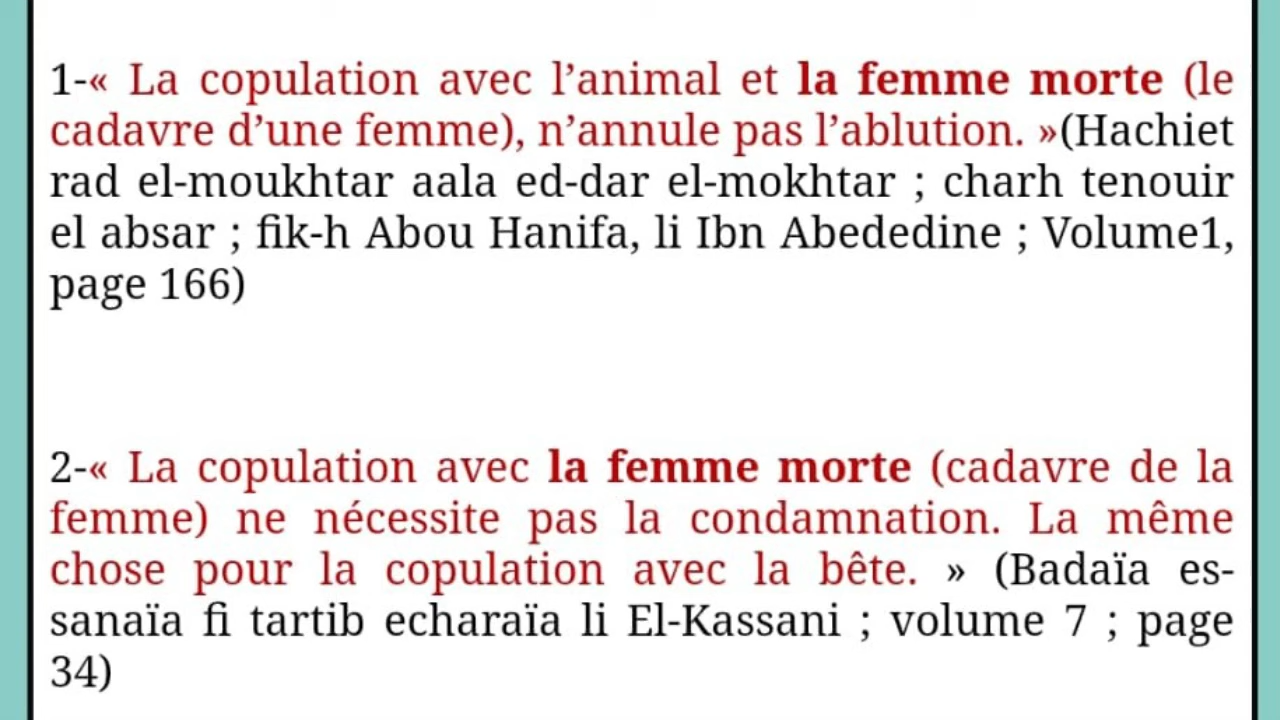 1-« La copulation avec l’animal et la femme morte (le
cadavre d’une femme), n’annule pas l’ablution. »(Hachiet
rad el-moukhtar aala ed-dar el-mokhtar ; charh tenouir
el absar ; fik-h Abou Hanifa, li Ibn Abededine ; Volume1,
page 166)
2-« La copulation avec la femme morte (cadavre de la
femme) ne nécessite pas la condamnation. La même
chose pour la copulation avec la bête. » (Badaïa es-
sanaïa fi tartib echaraïa li El-Kassani ; volume 7 ; page
34)